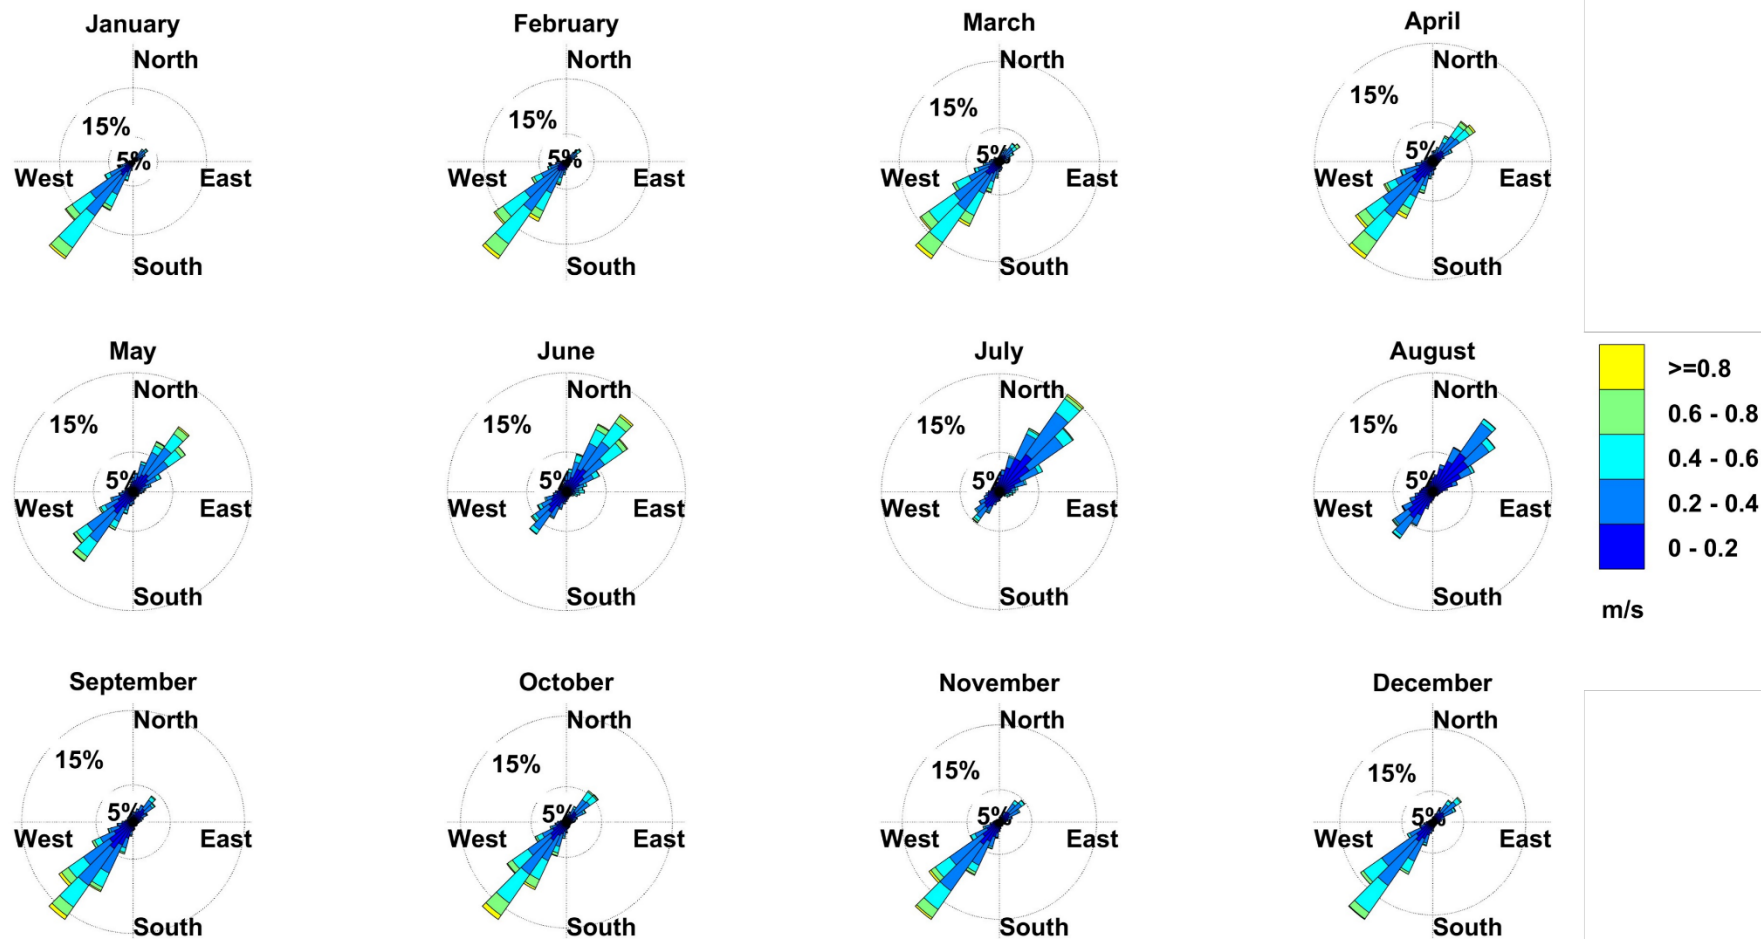 January
North
15%
5%
West
East
South
February
North
15%
5%
West
East
South
March
North
15%
5%
West
East
South
April
North
15%
5%
West
East
South
May
North
15%
5%
West
East
South
June
North
15%
5%
West
East
South
July
North
15%
5%
West
East
South
August
North
15%
5%
West
East
South
>=0.8
0.6 - 0.8
0.4 - 0.6
0.2 - 0.4
0 - 0.2
m/s
September
North
15%
5%
West
East
South
October
North
15%
5%
West
East
South
November
North
15%
5%
West
East
South
December
North
15%
5%
West
East
South